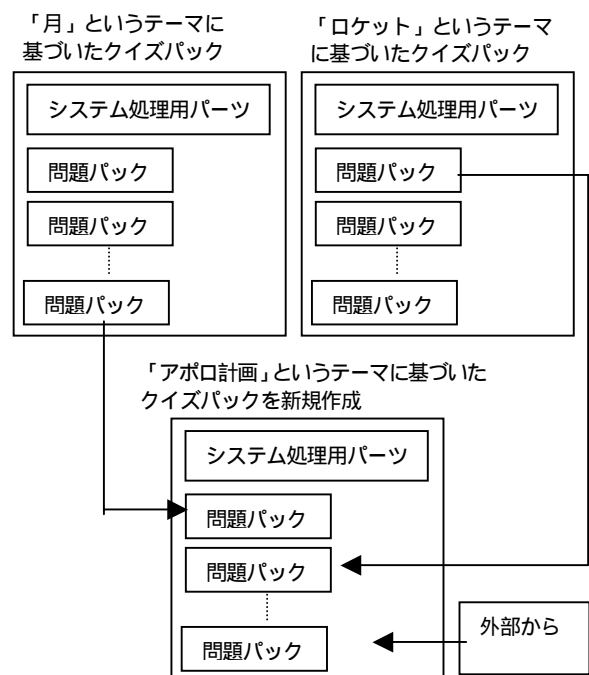 「月」というテーマに
基づいたクイズパック
システム処理用パーツ
問題パック
問題パック
問題パック
「ロケット」というテーマ
に基づいたクイズパック
システム処理用パーツ
問題パック
問題パック
問題パック
「アポロ計画」というテーマに基づいた
クイズパックを新規作成
システム処理用パーツ
問題パック
問題パック
問題パック
外部から